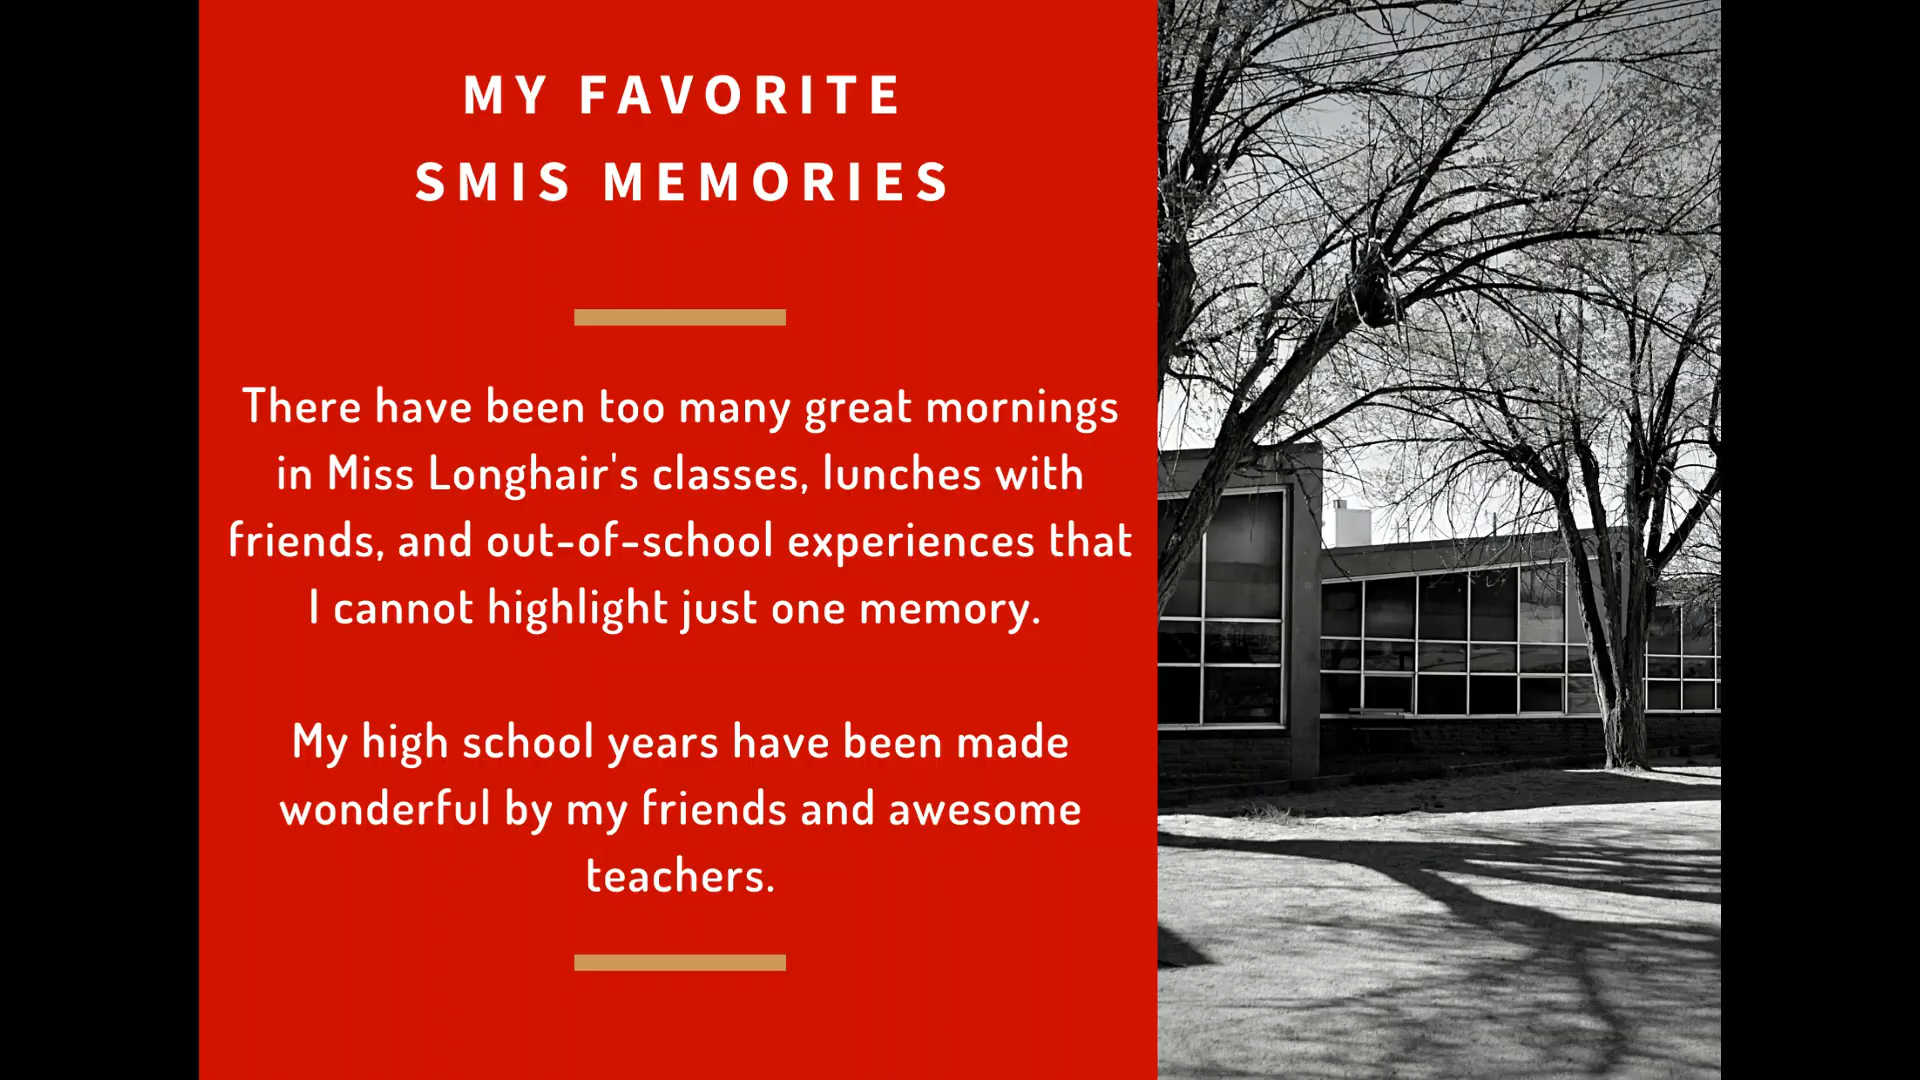 MY FAVORITE
SMIS MEMORIES
There have been too many great mornings
in Miss Longhair's classes, lunches with
friends, and out-of-school experiences that
I cannot highlight just one memory.
My high school years have been made
wonderful by my friends and awesome
teachers.